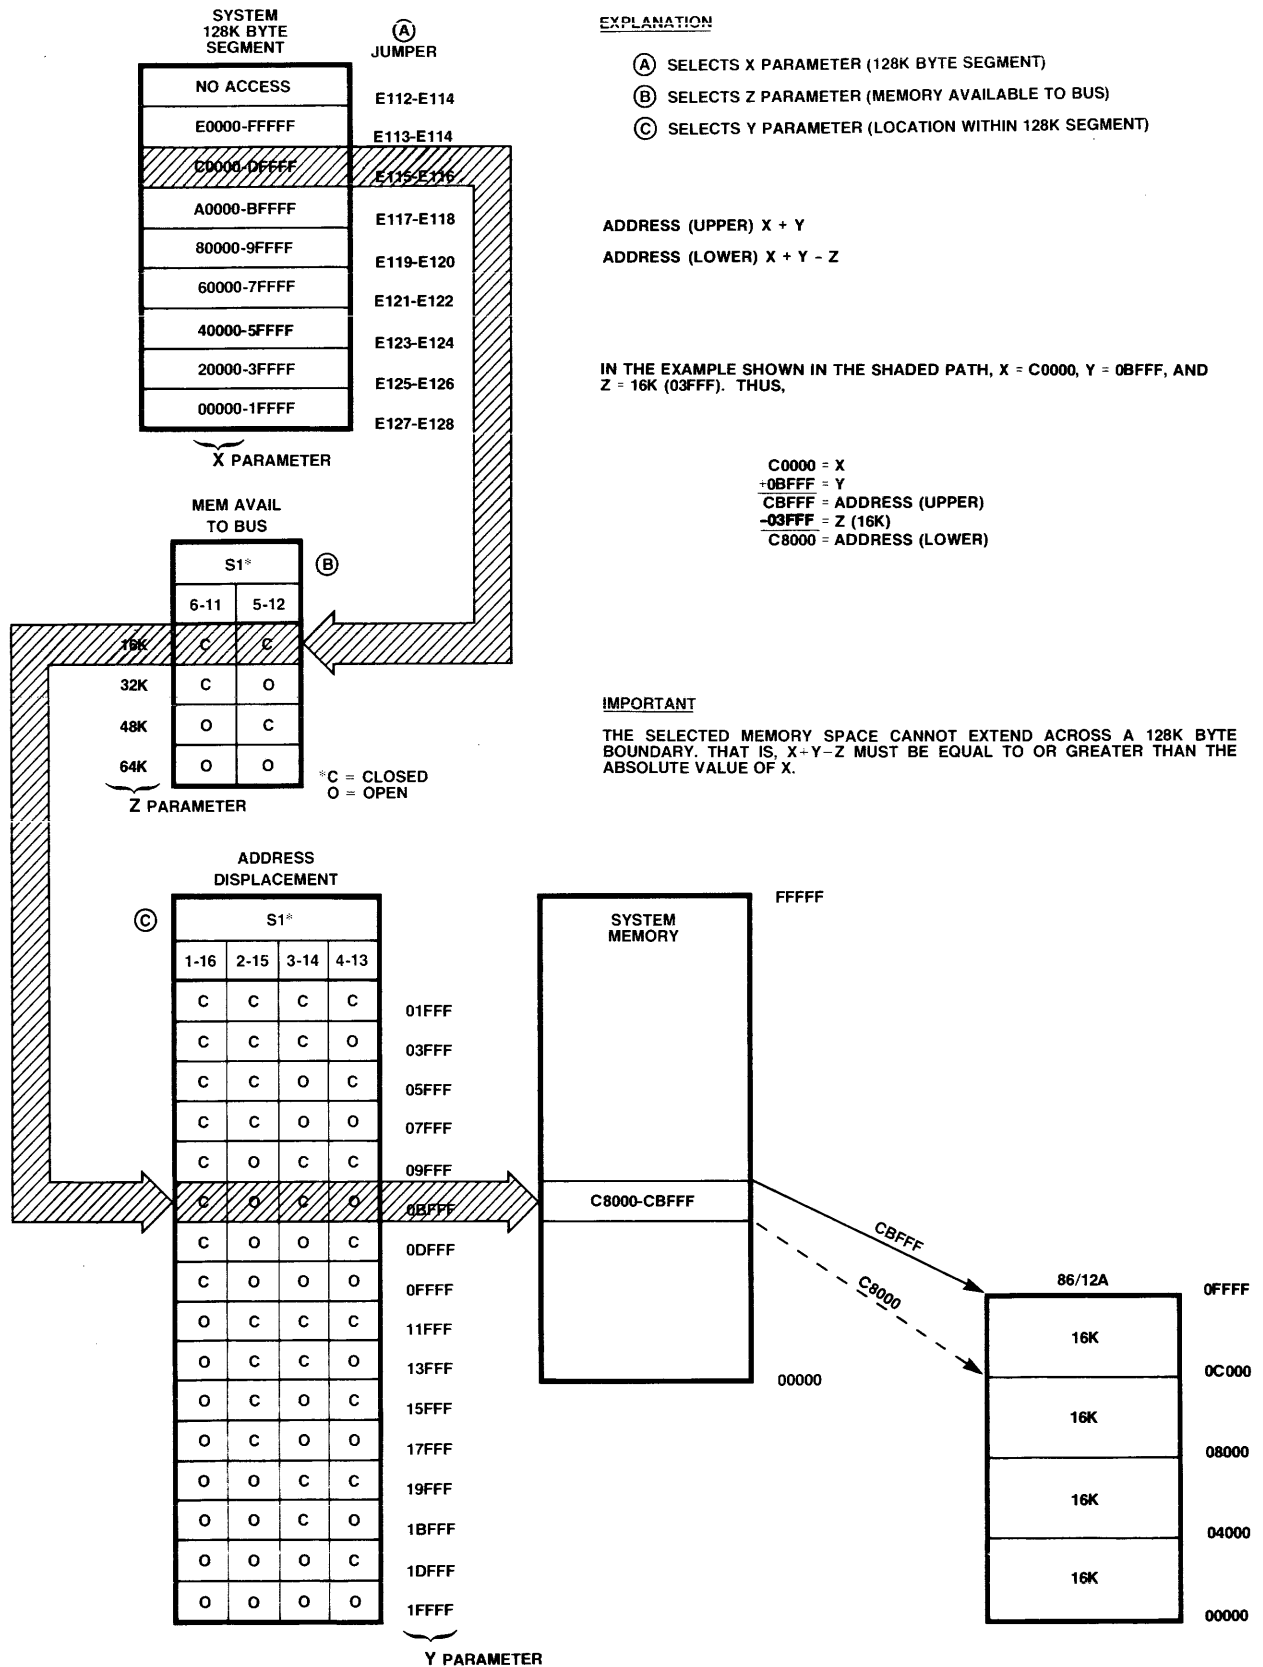 SYSTEM
128K BYTE
SEGMENT
Ⓐ
JUMPER
NO ACCESS
E112-E114
E0000-FFFFF
E113-E114
C0000-DFFFF
E115-E116
A0000-BFFFF
E117-E118
80000-9FFFF
E119-E120
60000-7FFFF
E121-E122
40000-5FFFF
E123-E124
20000-3FFFF
E125-E126
00000-1FFFF
E127-E128
X PARAMETER
EXPLANATION
Ⓐ SELECTS X PARAMETER (128K BYTE SEGMENT)
Ⓑ SELECTS Z PARAMETER (MEMORY AVAILABLE TO BUS)
Ⓒ SELECTS Y PARAMETER (LOCATION WITHIN 128K SEGMENT)
ADDRESS (UPPER) X + Y
ADDRESS (LOWER) X + Y - Z
IN THE EXAMPLE SHOWN IN THE SHADED PATH, X = C0000, Y = 0BFFF, AND
Z = 16K (03FFF). THUS,
C0000 = X
+0BFFF = Y
CBFFF = ADDRESS (UPPER)
-03FFF = Z (16K)
C8000 = ADDRESS (LOWER)
MEM AVAIL
TO BUS
S1*
Ⓑ
6-11 5-12
16K C C
32K C O
48K O C
64K O O
*C = CLOSED
O = OPEN
Z PARAMETER
IMPORTANT
THE SELECTED MEMORY SPACE CANNOT EXTEND ACROSS A 128K BYTE
BOUNDARY. THAT IS, X+Y-Z MUST BE EQUAL TO OR GREATER THAN THE
ABSOLUTE VALUE OF X.
ADDRESS
DISPLACEMENT
Ⓒ
S1*
1-16 2-15 3-14 4-13
C C C C 01FFF
C C C O 03FFF
C C O C 05FFF
C C O O 07FFF
C O C C 09FFF
C O C O 0BFFF
C O O C 0DFFF
C O O O 0FFFF
O C C C 11FFF
O C C O 13FFF
O C O C 15FFF
O C O O 17FFF
O O C C 19FFF
O O C O 1BFFF
O O O C 1DFFF
O O O O 1FFFF
Y PARAMETER
FFFFF
SYSTEM
MEMORY
C8000-CBFFF
00000
CBFFF
C8000
86/12A
0FFFF
16K
0C000
16K
08000
16K
04000
16K
00000